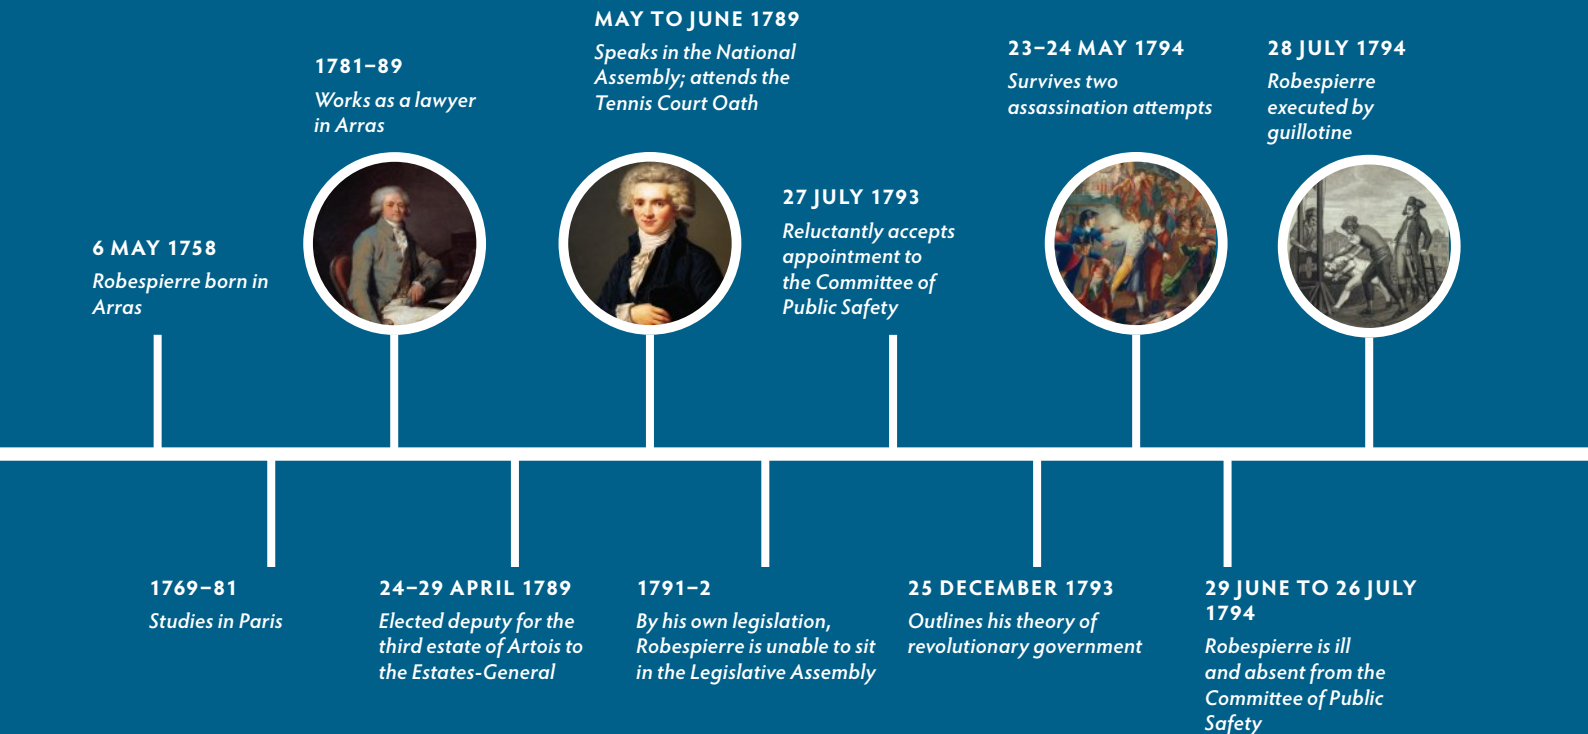 6 MAY 1758
Robespierre born in
Arras
1769–81
Studies in Paris
1781–89
Works as a lawyer
in Arras
24–29 APRIL 1789
Elected deputy for the
third estate of Artois to
the Estates-General
MAY TO JUNE 1789
Speaks in the National
Assembly; attends the
Tennis Court Oath
1791–2
By his own legislation,
Robespierre is unable to sit
in the Legislative Assembly
27 JULY 1793
Reluctantly accepts
appointment to
the Committee of
Public Safety
25 DECEMBER 1793
Outlines his theory of
revolutionary government
23–24 MAY 1794
Survives two
assassination attempts
29 JUNE TO 26 JULY
1794
Robespierre is ill
and absent from the
Committee of Public
Safety
28 JULY 1794
Robespierre
executed by
guillotine